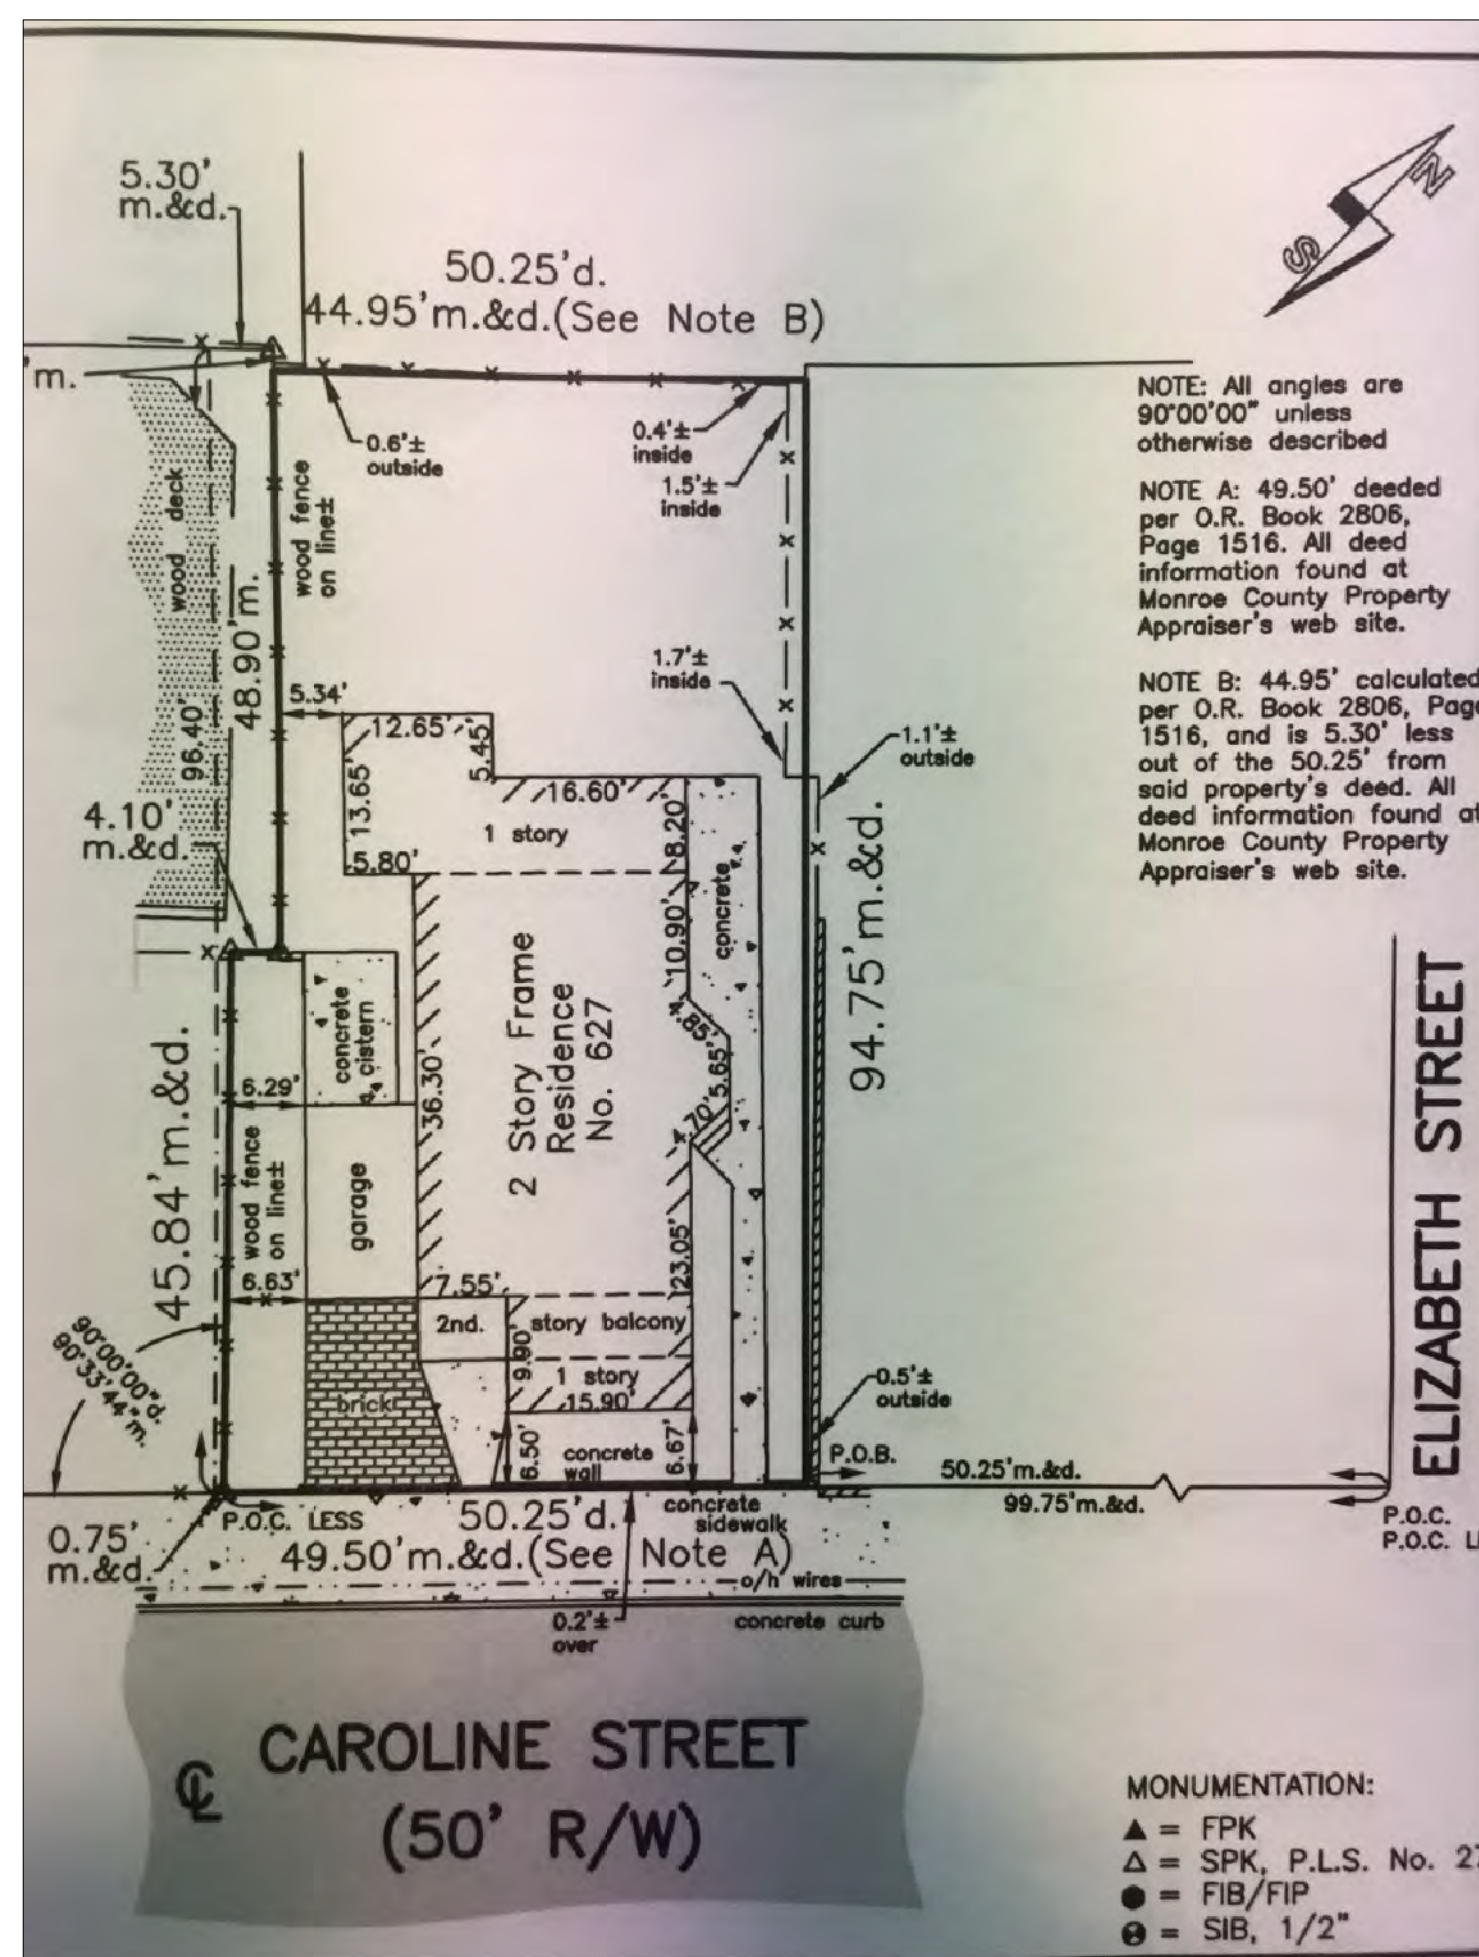 5.30'
m.&d.
50.25'd.
44.95'm.&d.(See Note B)
N
S
'm.
0.6'±
outside
0.4'±
inside
1.5'±
inside
wood fence
on line±
wood deck
48.90'm.
96.40'
NOTE: All angles are
90°00'00" unless
otherwise described
NOTE A: 49.50' deeded
per O.R. Book 2806,
Page 1516. All deed
information found at
Monroe County Property
Appraiser's web site.
NOTE B: 44.95' calculated
per O.R. Book 2806, Page
1516, and is 5.30' less
out of the 50.25' from
said property's deed. All
deed information found at
Monroe County Property
Appraiser's web site.
1.7'±
inside
5.34'
12.65'
5.45'
1.1'±
outside
13.65'
16.60'
1 story
8.20'
5.80'
4.10'
m.&d.
concrete
10.90'
94.75'm.&d.
concrete
cistern
2 Story Frame
Residence
No. 627
4.85'
5.65'
.70'
36.30'
6.29'
45.84'm.&d.
wood fence
on line±
garage
23.05'
6.63'
7.55'
2nd. story balcony
9.90'
1 story
15.90'
brick
90°00'00"d.
90°33'44"m.
0.5'±
outside
6.50'
concrete
wall
6.67'
P.O.B.
50.25'm.&d.
99.75'm.&d.
ELIZABETH STREET
P.O.C.
P.O.C. LE
P.O.C. LESS
50.25'd.
concrete
sidewalk
0.75'
m.&d.
49.50'm.&d.(See Note A)
o/h wires
0.2'±
over
concrete curb
CL
CAROLINE STREET
(50' R/W)
MONUMENTATION:
▲ = FPK
△ = SPK, P.L.S. No. 27
● = FIB/FIP
= SIB, 1/2"